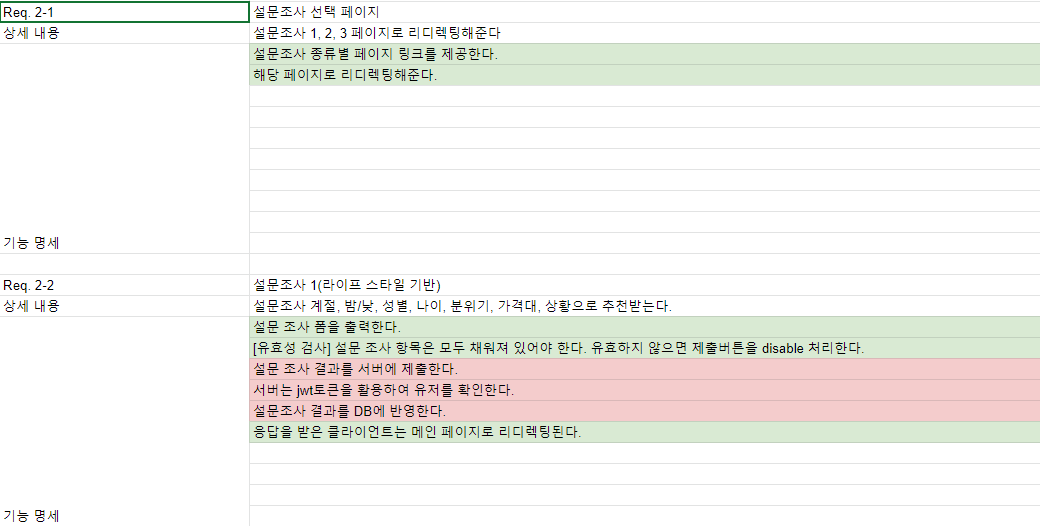 Req. 2-1 설문조사 선택 페이지
상세 내용 설문조사 1, 2, 3 페이지로 리디렉팅해준다
설문조사 종류별 페이지 링크를 제공한다.
해당 페이지로 리디렉팅해준다.
기능 명세
Req. 2-2 설문조사 1(라이프 스타일 기반)
상세 내용 설문조사 계절, 밤/낮, 성별, 나이, 분위기, 가격대, 상황으로 추천받는다.
설문 조사 폼을 출력한다.
[유효성 검사] 설문 조사 항목은 모두 채워져 있어야 한다. 유효하지 않으면 제출버튼을 disable 처리한다.
설문 조사 결과를 서버에 제출한다.
서버는 jwt토큰을 활용하여 유저를 확인한다.
설문조사 결과를 DB에 반영한다.
응답을 받은 클라이언트는 메인 페이지로 리디렉팅된다.
기능 명세